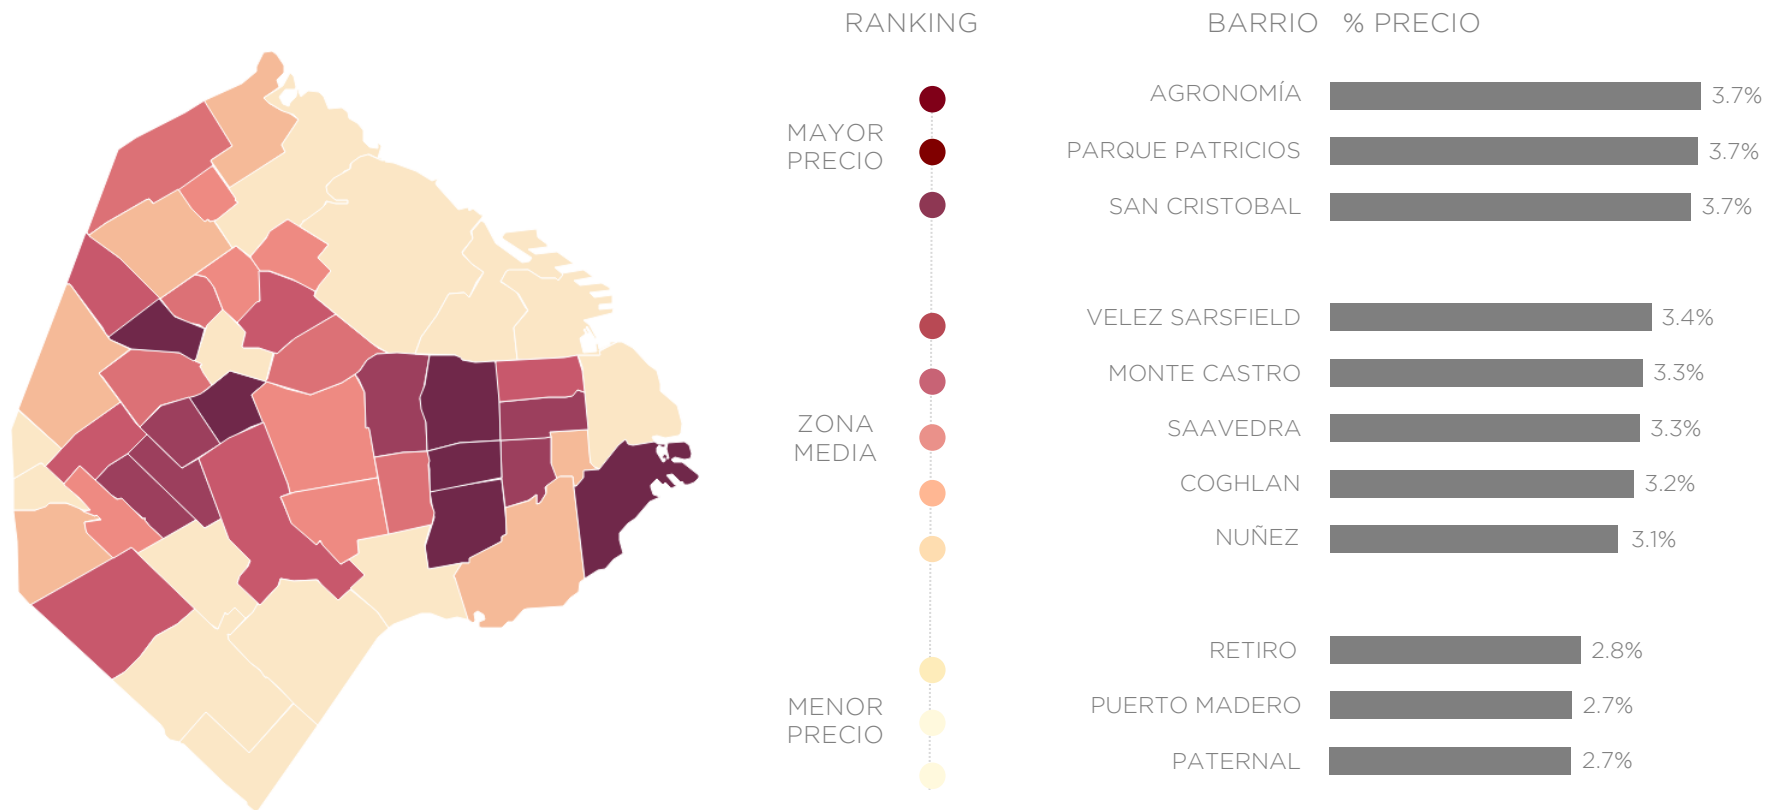 RANKING BARRIO % PRECIO
MAYOR
PRECIO
AGRONOMÍA 3.7%
PARQUE PATRICIOS 3.7%
SAN CRISTOBAL 3.7%
ZONA
MEDIA
VELEZ SARSFIELD 3.4%
MONTE CASTRO 3.3%
SAAVEDRA 3.3%
COGHLAN 3.2%
NUÑEZ 3.1%
MENOR
PRECIO
RETIRO 2.8%
PUERTO MADERO 2.7%
PATERNAL 2.7%